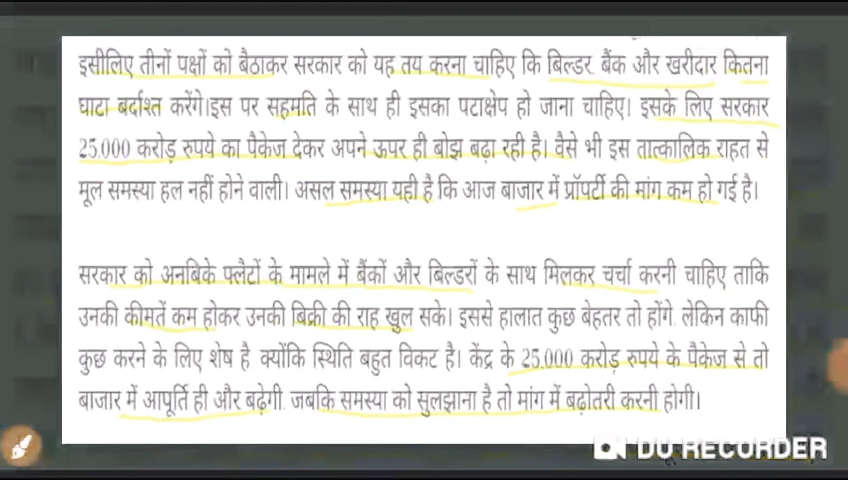 इसीलिए तीनों पक्षों को बैठाकर सरकार को यह तय करना चाहिए कि बिल्डर, बैंक और खरीदार कितना
घाटा बर्दाश्त करेंगे।इस पर सहमति के साथ ही इसका पटाक्षेप हो जाना चाहिए। इसके लिए सरकार
25,000 करोड़ रुपये का पैकेज देकर अपने ऊपर ही बोझ बढ़ा रही है। वैसे भी इस तात्कालिक राहत से
मूल समस्या हल नहीं होने वाली। असल समस्या यही है कि आज बाजार में प्रॉपर्टी की मांग कम हो गई है।
सरकार को अनबिके फ्लैटों के मामले में बैंकों और बिल्डरों के साथ मिलकर चर्चा करनी चाहिए ताकि
उनकी कीमतें कम होकर उनकी बिक्री की राह खुल सके। इससे हालात कुछ बेहतर तो होंगे, लेकिन काफी
कुछ करने के लिए शेष है, क्योंकि स्थिति बहुत विकट है। केंद्र के 25,000 करोड़ रुपये के पैकेज से तो
बाजार में आपूर्ति ही और बढ़ेगी, जबकि समस्या को सुलझाना है तो मांग में बढ़ोतरी करनी होगी।
DU RECORDER